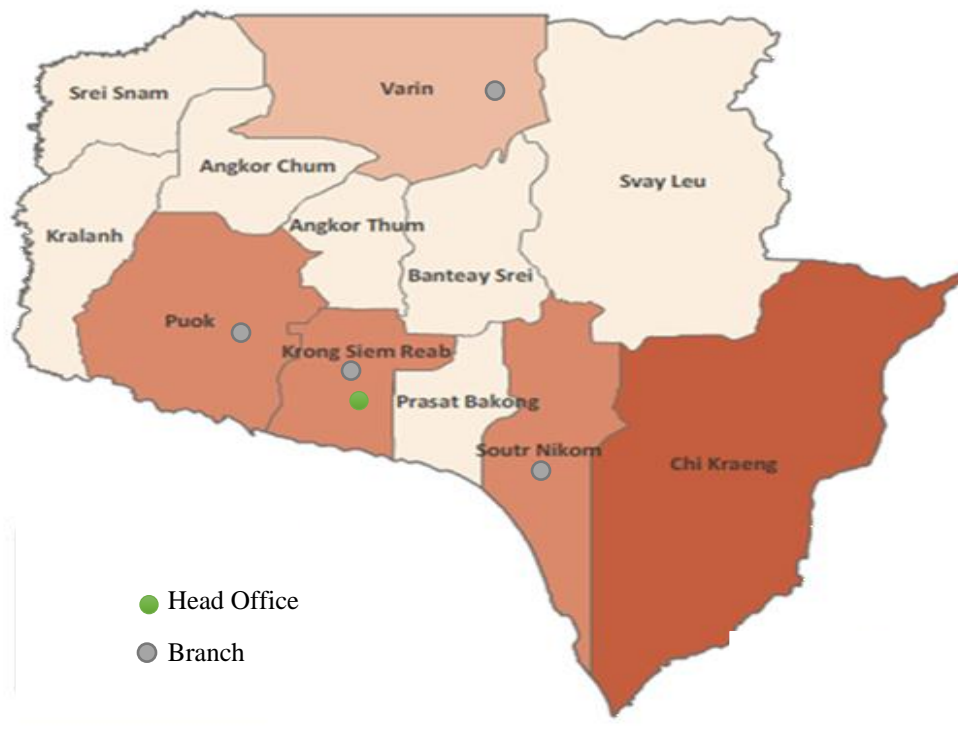 Varin
Srei Snam
Angkor Chum
Svay Leu
Angkor Thum
Kralanh
Banteay Srei
Puok
Krong Siem Reab
Prasat Bakong
Soutr Nikom
Chi Kraeng
Head Office
Branch